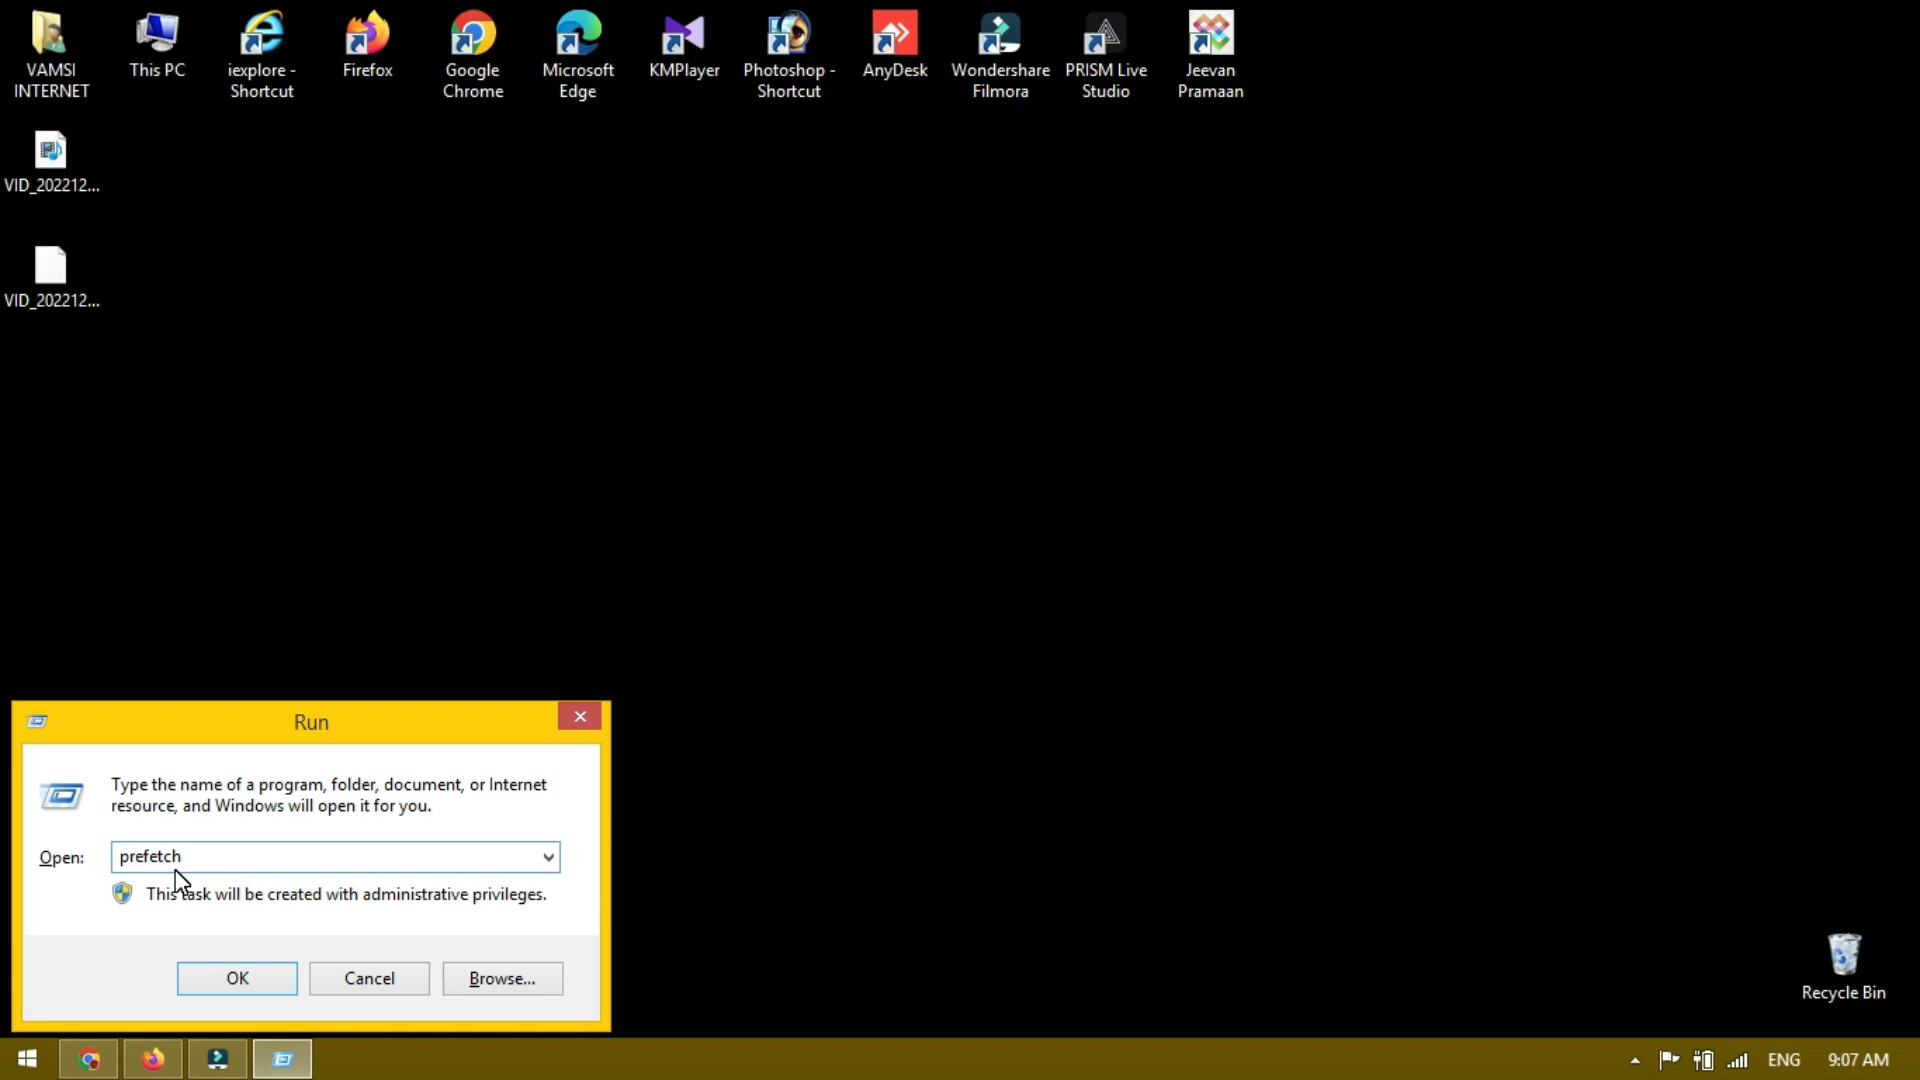 VAMSI
INTERNET
This PC
iexplore -
Shortcut
Firefox
Google
Chrome
Microsoft
Edge
KMPlayer
Photoshop -
Shortcut
AnyDesk
Wondershare
Filmora
PRISM Live
Studio
Jeevan
Pramaan
VID_202212...
VID_202212...
Run
Type the name of a program, folder, document, or Internet
resource, and Windows will open it for you.
Open: prefetch
This task will be created with administrative privileges.
OK Cancel Browse...
Recycle Bin
ENG 9:07 AM